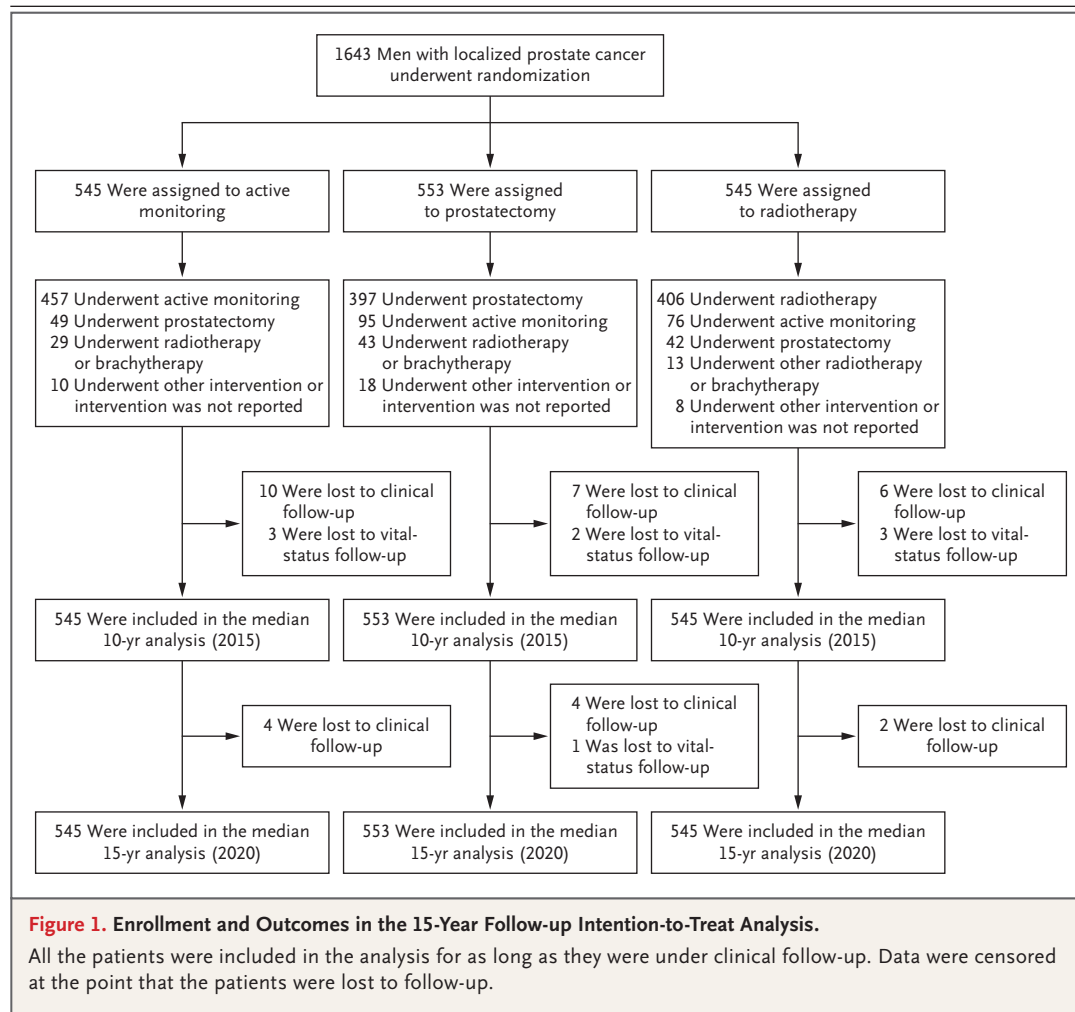 1643 Men with localized prostate cancer
underwent randomization
545 Were assigned to active
monitoring
553 Were assigned
to prostatectomy
545 Were assigned
to radiotherapy
457 Underwent active monitoring
49 Underwent prostatectomy
29 Underwent radiotherapy
or brachytherapy
10 Underwent other intervention or
intervention was not reported
397 Underwent prostatectomy
95 Underwent active monitoring
43 Underwent radiotherapy
or brachytherapy
18 Underwent other intervention or
intervention was not reported
406 Underwent radiotherapy
76 Underwent active monitoring
42 Underwent prostatectomy
13 Underwent other radiotherapy
or brachytherapy
8 Underwent other intervention or
intervention was not reported
10 Were lost to clinical
follow-up
3 Were lost to vital-
status follow-up
7 Were lost to clinical
follow-up
2 Were lost to vital-
status follow-up
6 Were lost to clinical
follow-up
3 Were lost to vital-
status follow-up
545 Were included in the median
10-yr analysis (2015)
553 Were included in the median
10-yr analysis (2015)
545 Were included in the median
10-yr analysis (2015)
4 Were lost to clinical
follow-up
4 Were lost to clinical
follow-up
1 Was lost to vital-
status follow-up
2 Were lost to clinical
follow-up
545 Were included in the median
15-yr analysis (2020)
553 Were included in the median
15-yr analysis (2020)
545 Were included in the median
15-yr analysis (2020)
Figure 1. Enrollment and Outcomes in the 15-Year Follow-up Intention-to-Treat Analysis.
All the patients were included in the analysis for as long as they were under clinical follow-up. Data were censored
at the point that the patients were lost to follow-up.